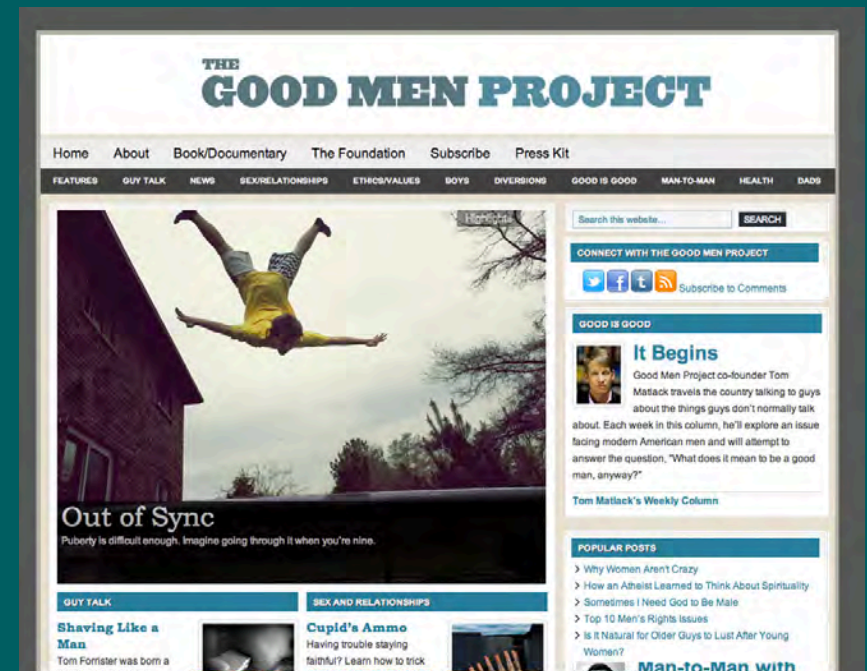 THE
GOOD MEN PROJECT
Home About Book/Documentary The Foundation Subscribe Press Kit
FEATURES GUY TALK NEWS SEX/RELATIONSHIPS ETHICS/VALUES BOYS DIVERSIONS GOOD IS GOOD MAN-TO-MAN HEALTH DADS
Highlights
Out of Sync
Puberty is difficult enough. Imagine going through it when you're nine.
GUY TALK
Shaving Like a
Man
Tom Forrister was born a
SEX AND RELATIONSHIPS
Cupid's Ammo
Having trouble staying
faithful? Learn how to trick
Search this website...
SEARCH
CONNECT WITH THE GOOD MEN PROJECT
Subscribe to Comments
GOOD IS GOOD
It Begins
Good Men Project co-founder Tom
Matlack travels the country talking to guys
about the things guys don't normally talk
about. Each week in this column, he'll explore an issue
facing modern American men and will attempt to
answer the question, "What does it mean to be a good
man, anyway?"
Tom Matlack's Weekly Column
POPULAR POSTS
Why Women Aren't Crazy
How an Atheist Learned to Think About Spirituality
Sometimes I Need God to Be Male
Top 10 Men's Rights Issues
Is It Natural for Older Guys to Lust After Young
Women?
Man-to-Man with